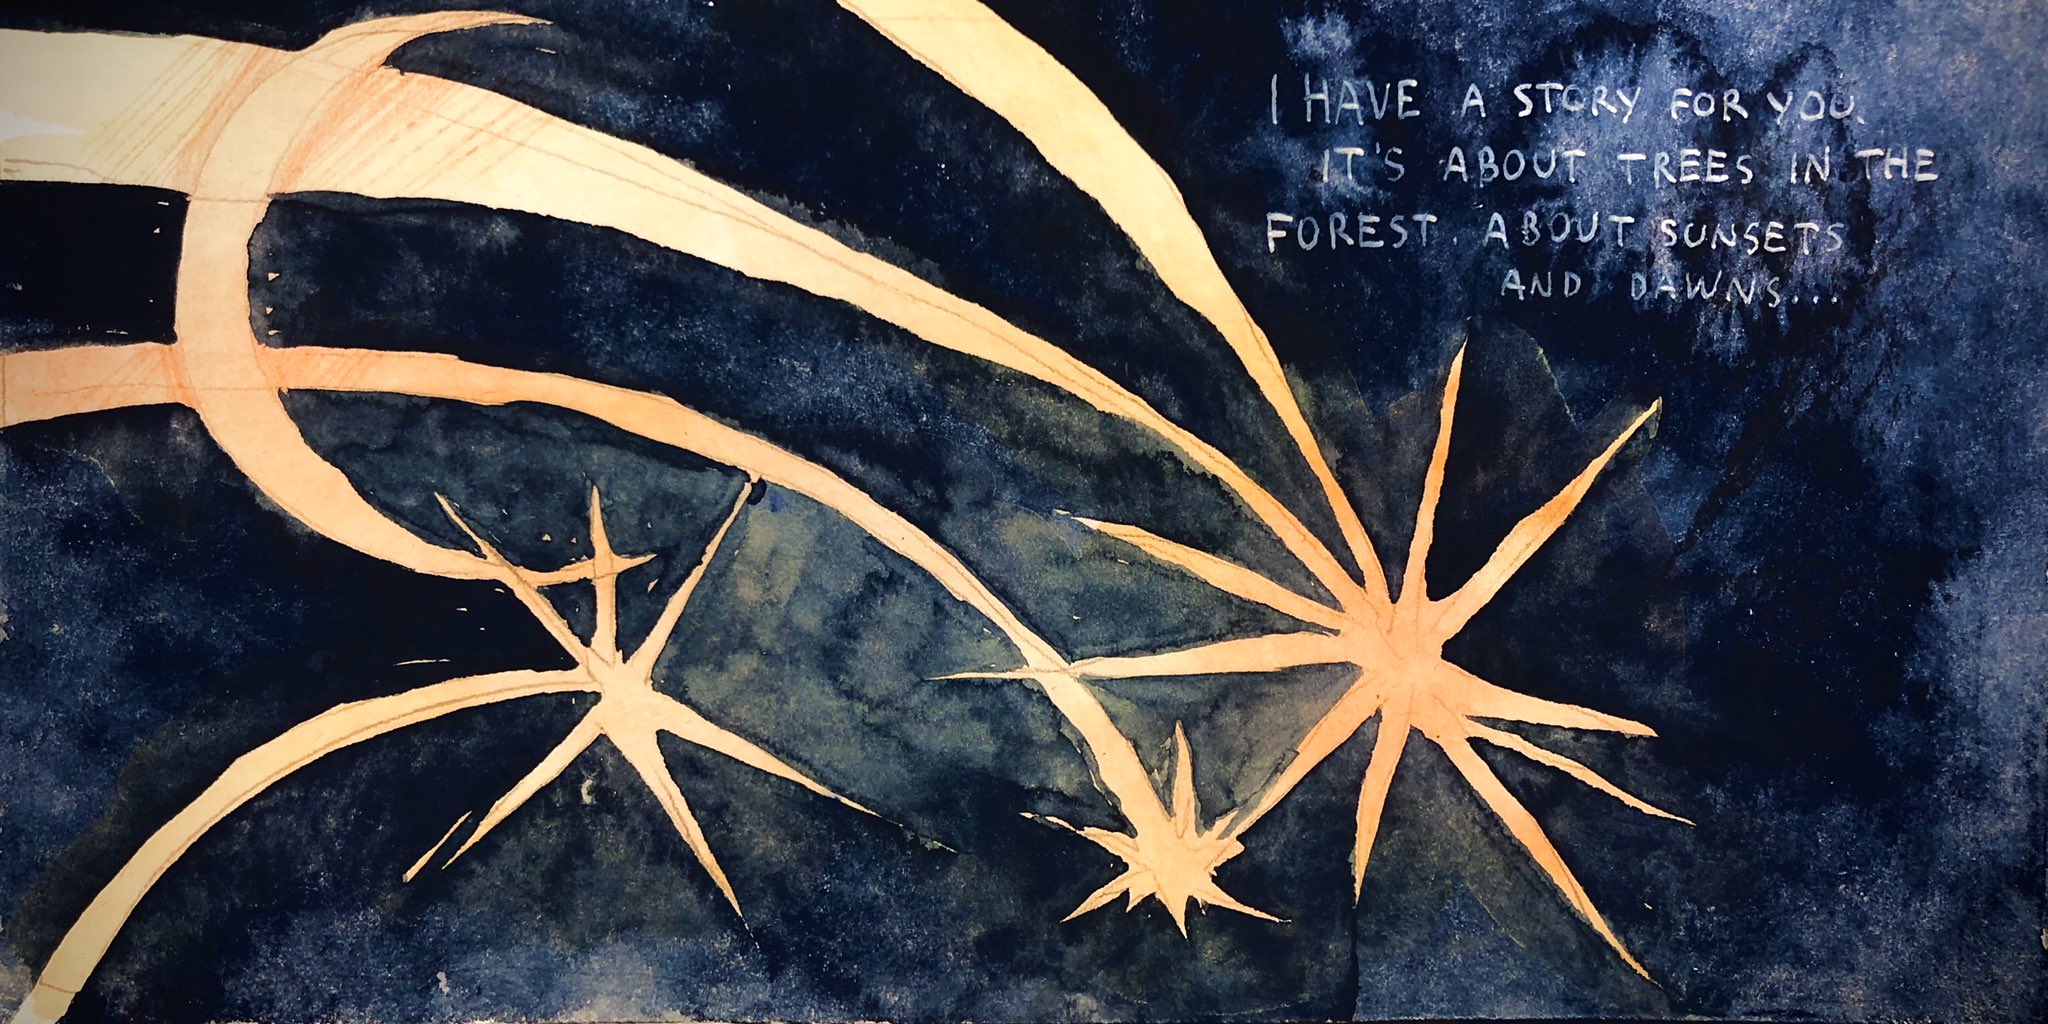 I HAVE A STORY FOR YOU.
IT'S ABOUT TREES IN THE
FOREST. ABOUT SUNSETS
AND DAWNS...